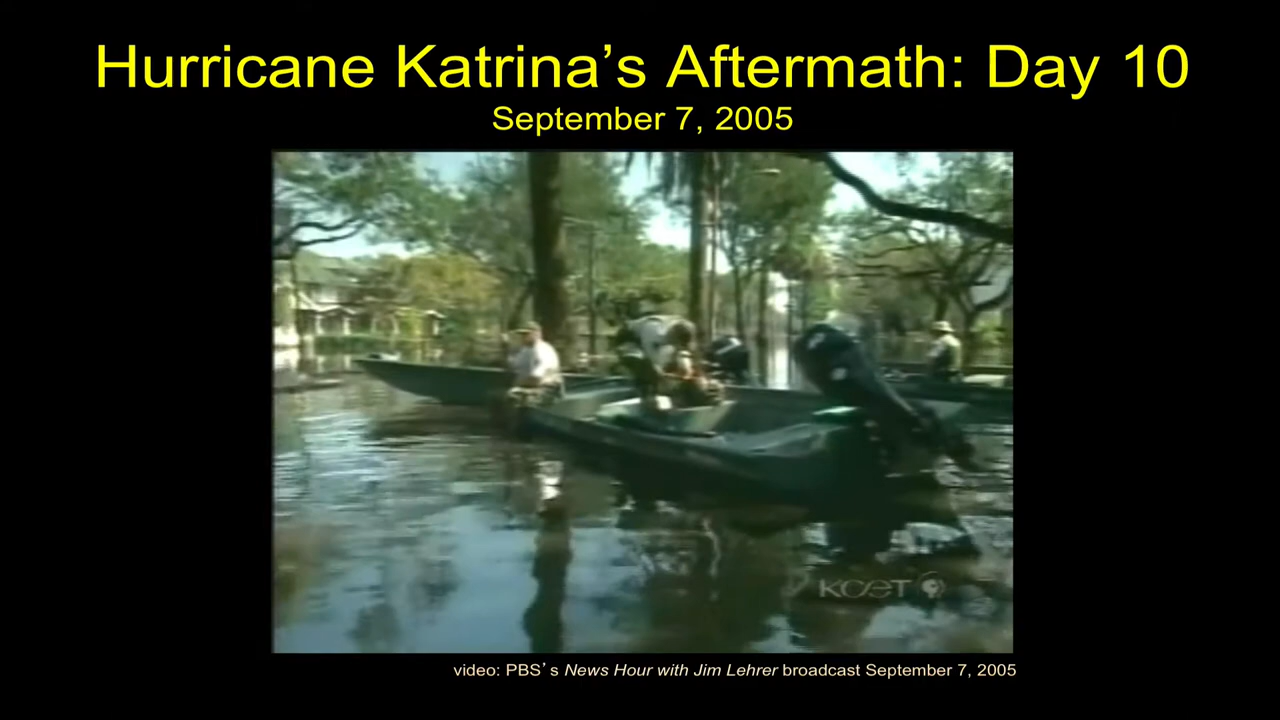 Hurricane Katrina’s Aftermath: Day 10
September 7, 2005
KCET
video: PBS’s News Hour with Jim Lehrer broadcast September 7, 2005